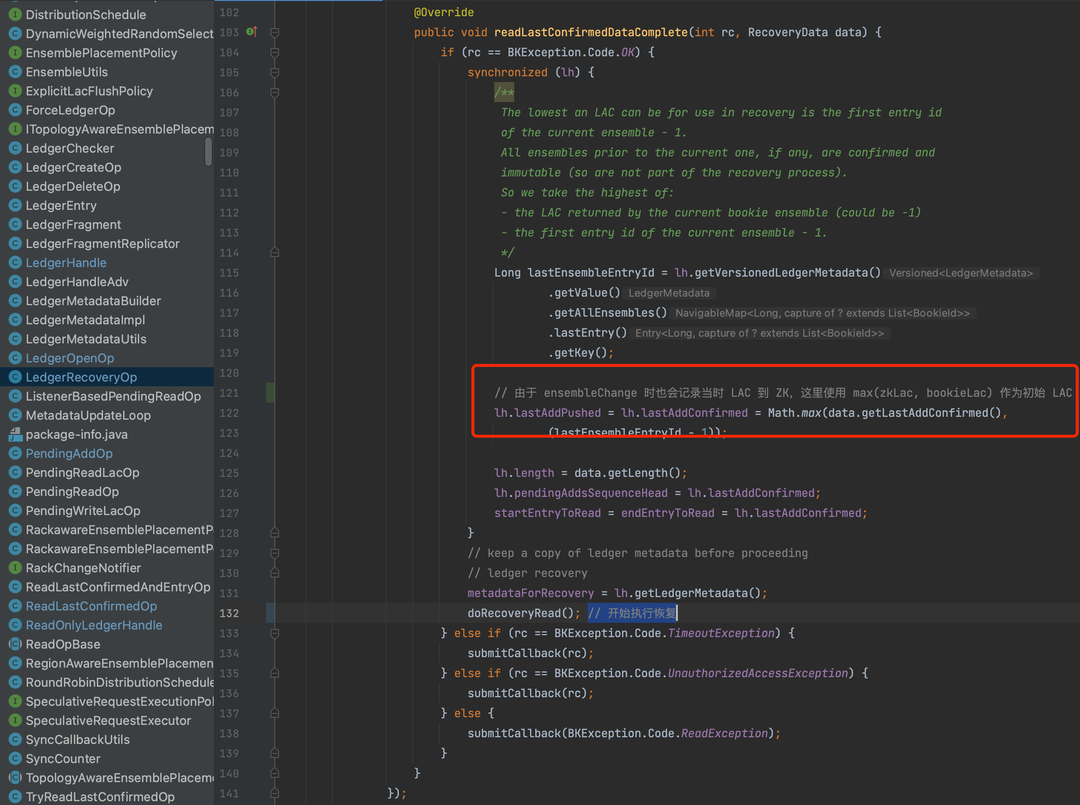 DistributionSchedule
DynamicWeightedRandomSelect
EnsemblePlacementPolicy
EnsembleUtils
ExplicitLacFlushPolicy
ForceLedgerOp
ITopologyAwareEnsemblePlacem
LedgerChecker
LedgerCreateOp
LedgerDeleteOp
LedgerEntry
LedgerFragment
LedgerFragmentReplicator
LedgerHandle
LedgerHandleAdv
LedgerMetadataBuilder
LedgerMetadataImpl
LedgerMetadataUtils
LedgerOpenOp
LedgerRecoveryOp
ListenerBasedPendingReadOp
MetadataUpdateLoop
package-info.java
PendingAddOp
PendingReadLacOp
PendingReadOp
PendingWriteLacOp
RackawareEnsemblePlacementP
RackawareEnsemblePlacementP
RackChangeNotifier
ReadLastConfirmedAndEntryOp
ReadLastConfirmedOp
ReadOnlyLedgerHandle
ReadOpBase
RegionAwareEnsemblePlacemen
RoundRobinDistributionSchedule
SpeculativeRequestExecutionPol
SpeculativeRequestExecutor
SyncCallbackUtils
SyncCounter
TopologyAwareEnsemblePlaceme
TryReadLastConfirmedOp
102 @Override
103 public void readLastConfirmedDataComplete(int rc, RecoveryData data) {
104 if (rc == BKException.Code.OK) {
105 synchronized (lh) {
106 /**
107 The lowest an LAC can be for use in recovery is the first entry id
108 of the current ensemble - 1.
109 All ensembles prior to the current one, if any, are confirmed and
110 immutable (so are not part of the recovery process).
111 So we take the highest of:
112 - the LAC returned by the current bookie ensemble (could be -1)
113 - the first entry id of the current ensemble - 1.
114 */
115 Long lastEnsembleEntryId = lh.getVersionedLedgerMetadata() Versioned<LedgerMetadata>
116 .getValue() LedgerMetadata
117 .getAllEnsembles() NavigableMap<Long, capture of ? extends List<BookieId>>
118 .lastEntry() Entry<Long, capture of ? extends List<BookieId>>
119 .getKey();
120
121 // 由于 ensembleChange 时也会记录当时 LAC 到 ZK，这里使用 max(zkLac, bookieLac) 作为初始 LAC
122 lh.lastAddPushed = lh.lastAddConfirmed = Math.max(data.getLastAddConfirmed(),
123 (lastEnsembleEntryId - 1));
124
125 lh.length = data.getLength();
126 lh.pendingAddsSequenceHead = lh.lastAddConfirmed;
127 startEntryToRead = endEntryToRead = lh.lastAddConfirmed;
128 }
129 // keep a copy of ledger metadata before proceeding
130 // ledger recovery
131 metadataForRecovery = lh.getLedgerMetadata();
132 doRecoveryRead(); // 开始执行恢复
133 } else if (rc == BKException.Code.TimeoutException) {
134 submitCallback(rc);
135 } else if (rc == BKException.Code.UnauthorizedAccessException) {
136 submitCallback(rc);
137 } else {
138 submitCallback(BKException.Code.ReadException);
139 }
140 }
141 });